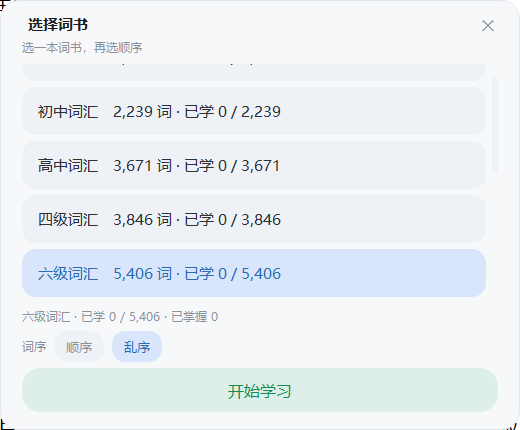 选择词书
选一本词书，再选顺序
初中词汇 2,239 词 · 已学 0 / 2,239
高中词汇 3,671 词 · 已学 0 / 3,671
四级词汇 3,846 词 · 已学 0 / 3,846
六级词汇 5,406 词 · 已学 0 / 5,406
六级词汇 · 已学 0 / 5,406 · 已掌握 0
词序 顺序 乱序
开始学习